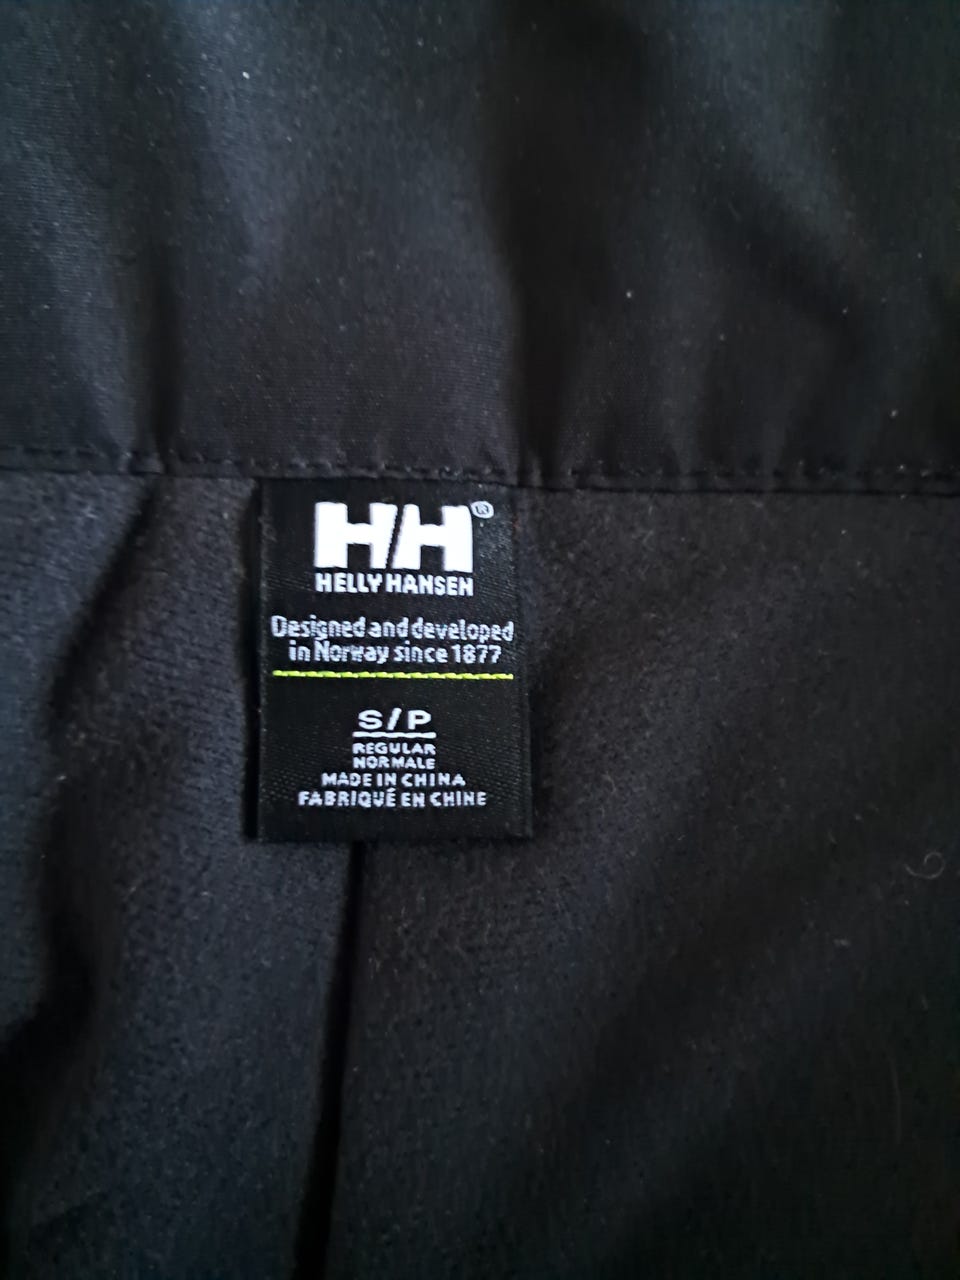 HH®
HELLY HANSEN
Designed and developed
in Norway since 1877
S/P
REGULAR
NORMALE
MADE IN CHINA
FABRIQUÉ EN CHINE